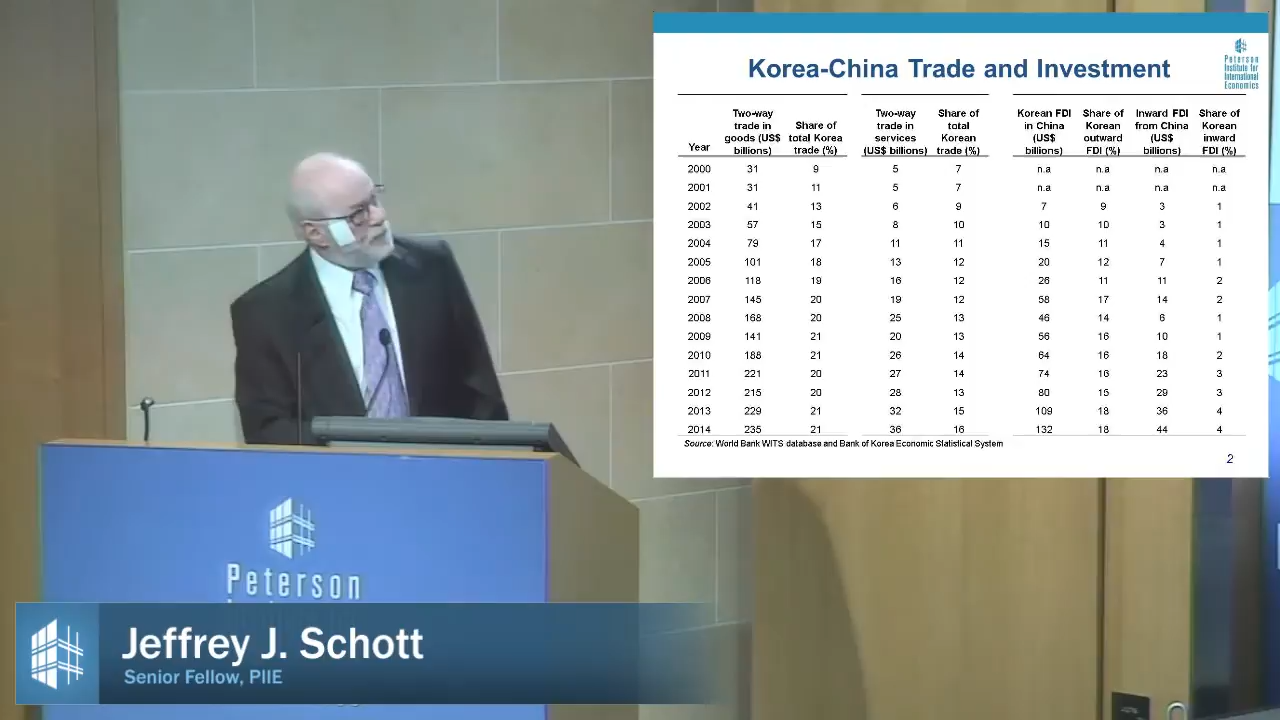 Korea-China Trade and Investment
Peterson
Institute for
International
Economics
Year
Two-way
trade in
goods (US$
billions)
Share of
total Korea
trade (%)
Two-way
trade in
services
(US$ billions)
Share of
total
Korean
trade (%)
Korean FDI
in China
(US$
billions)
Share of
Korean
outward
FDI (%)
Inward FDI
from China
(US$
billions)
Share of
Korean
inward
FDI (%)
2000 31 9 5 7 n.a n.a n.a n.a
2001 31 11 5 7 n.a n.a n.a n.a
2002 41 13 6 9 7 9 3 1
2003 57 15 8 10 10 10 3 1
2004 79 17 11 11 15 11 4 1
2005 101 18 13 12 20 12 7 1
2006 118 19 16 12 26 11 11 2
2007 145 20 19 12 58 17 14 2
2008 168 20 25 13 46 14 6 1
2009 141 21 20 13 56 16 10 1
2010 188 21 26 14 64 16 18 2
2011 221 20 27 14 74 16 23 3
2012 215 20 28 13 80 15 29 3
2013 229 21 32 15 109 18 36 4
2014 235 21 36 16 132 18 44 4
Source: World Bank WITS database and Bank of Korea Economic Statistical System
2
Peterson
Jeffrey J. Schott
Senior Fellow, PIIE